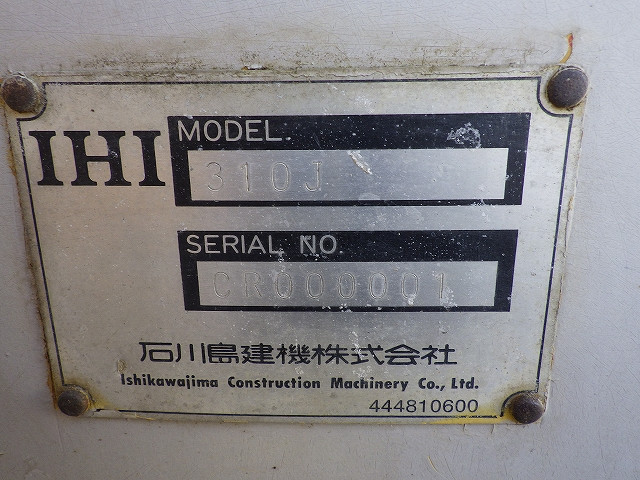 IHI
MODEL.
310J
SERIAL NO.
CR000001
石川島建機株式会社
Ishikawajima Construction Machinery Co., Ltd.
444810600